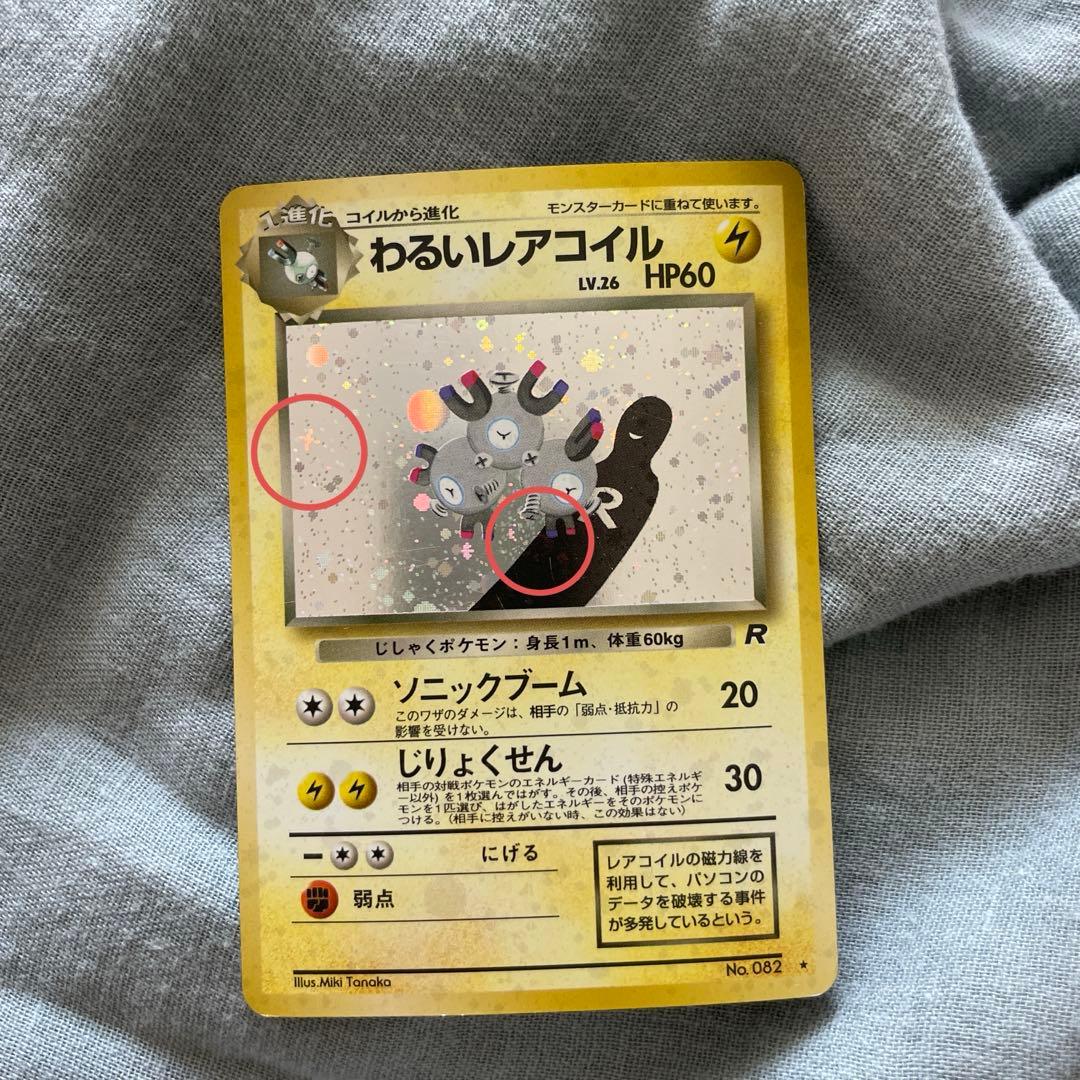 1進化 コイルから進化 モンスターカードに重ねて使います。
わるいレアコイル
LV.26 HP60
R
じしゃくポケモン：身長1m、体重60kg R
ソニックブーム 20
このワザのダメージは、相手の「弱点・抵抗力」の
影響を受けない。
じりょくせん 30
相手の対戦ポケモンのエネルギーカード（特殊エネルギ
ー以外）を1枚選んではがす。その後、相手の控えポケ
モンを1匹選び、はがしたエネルギーをそのポケモンに
つける。（相手に控えがいない時、この効果はない）
にげる
弱点
レアコイルの磁力線を
利用して、パソコンの
データを破壊する事件
が多発しているという。
Illus.Miki Tanaka No. 082 ★